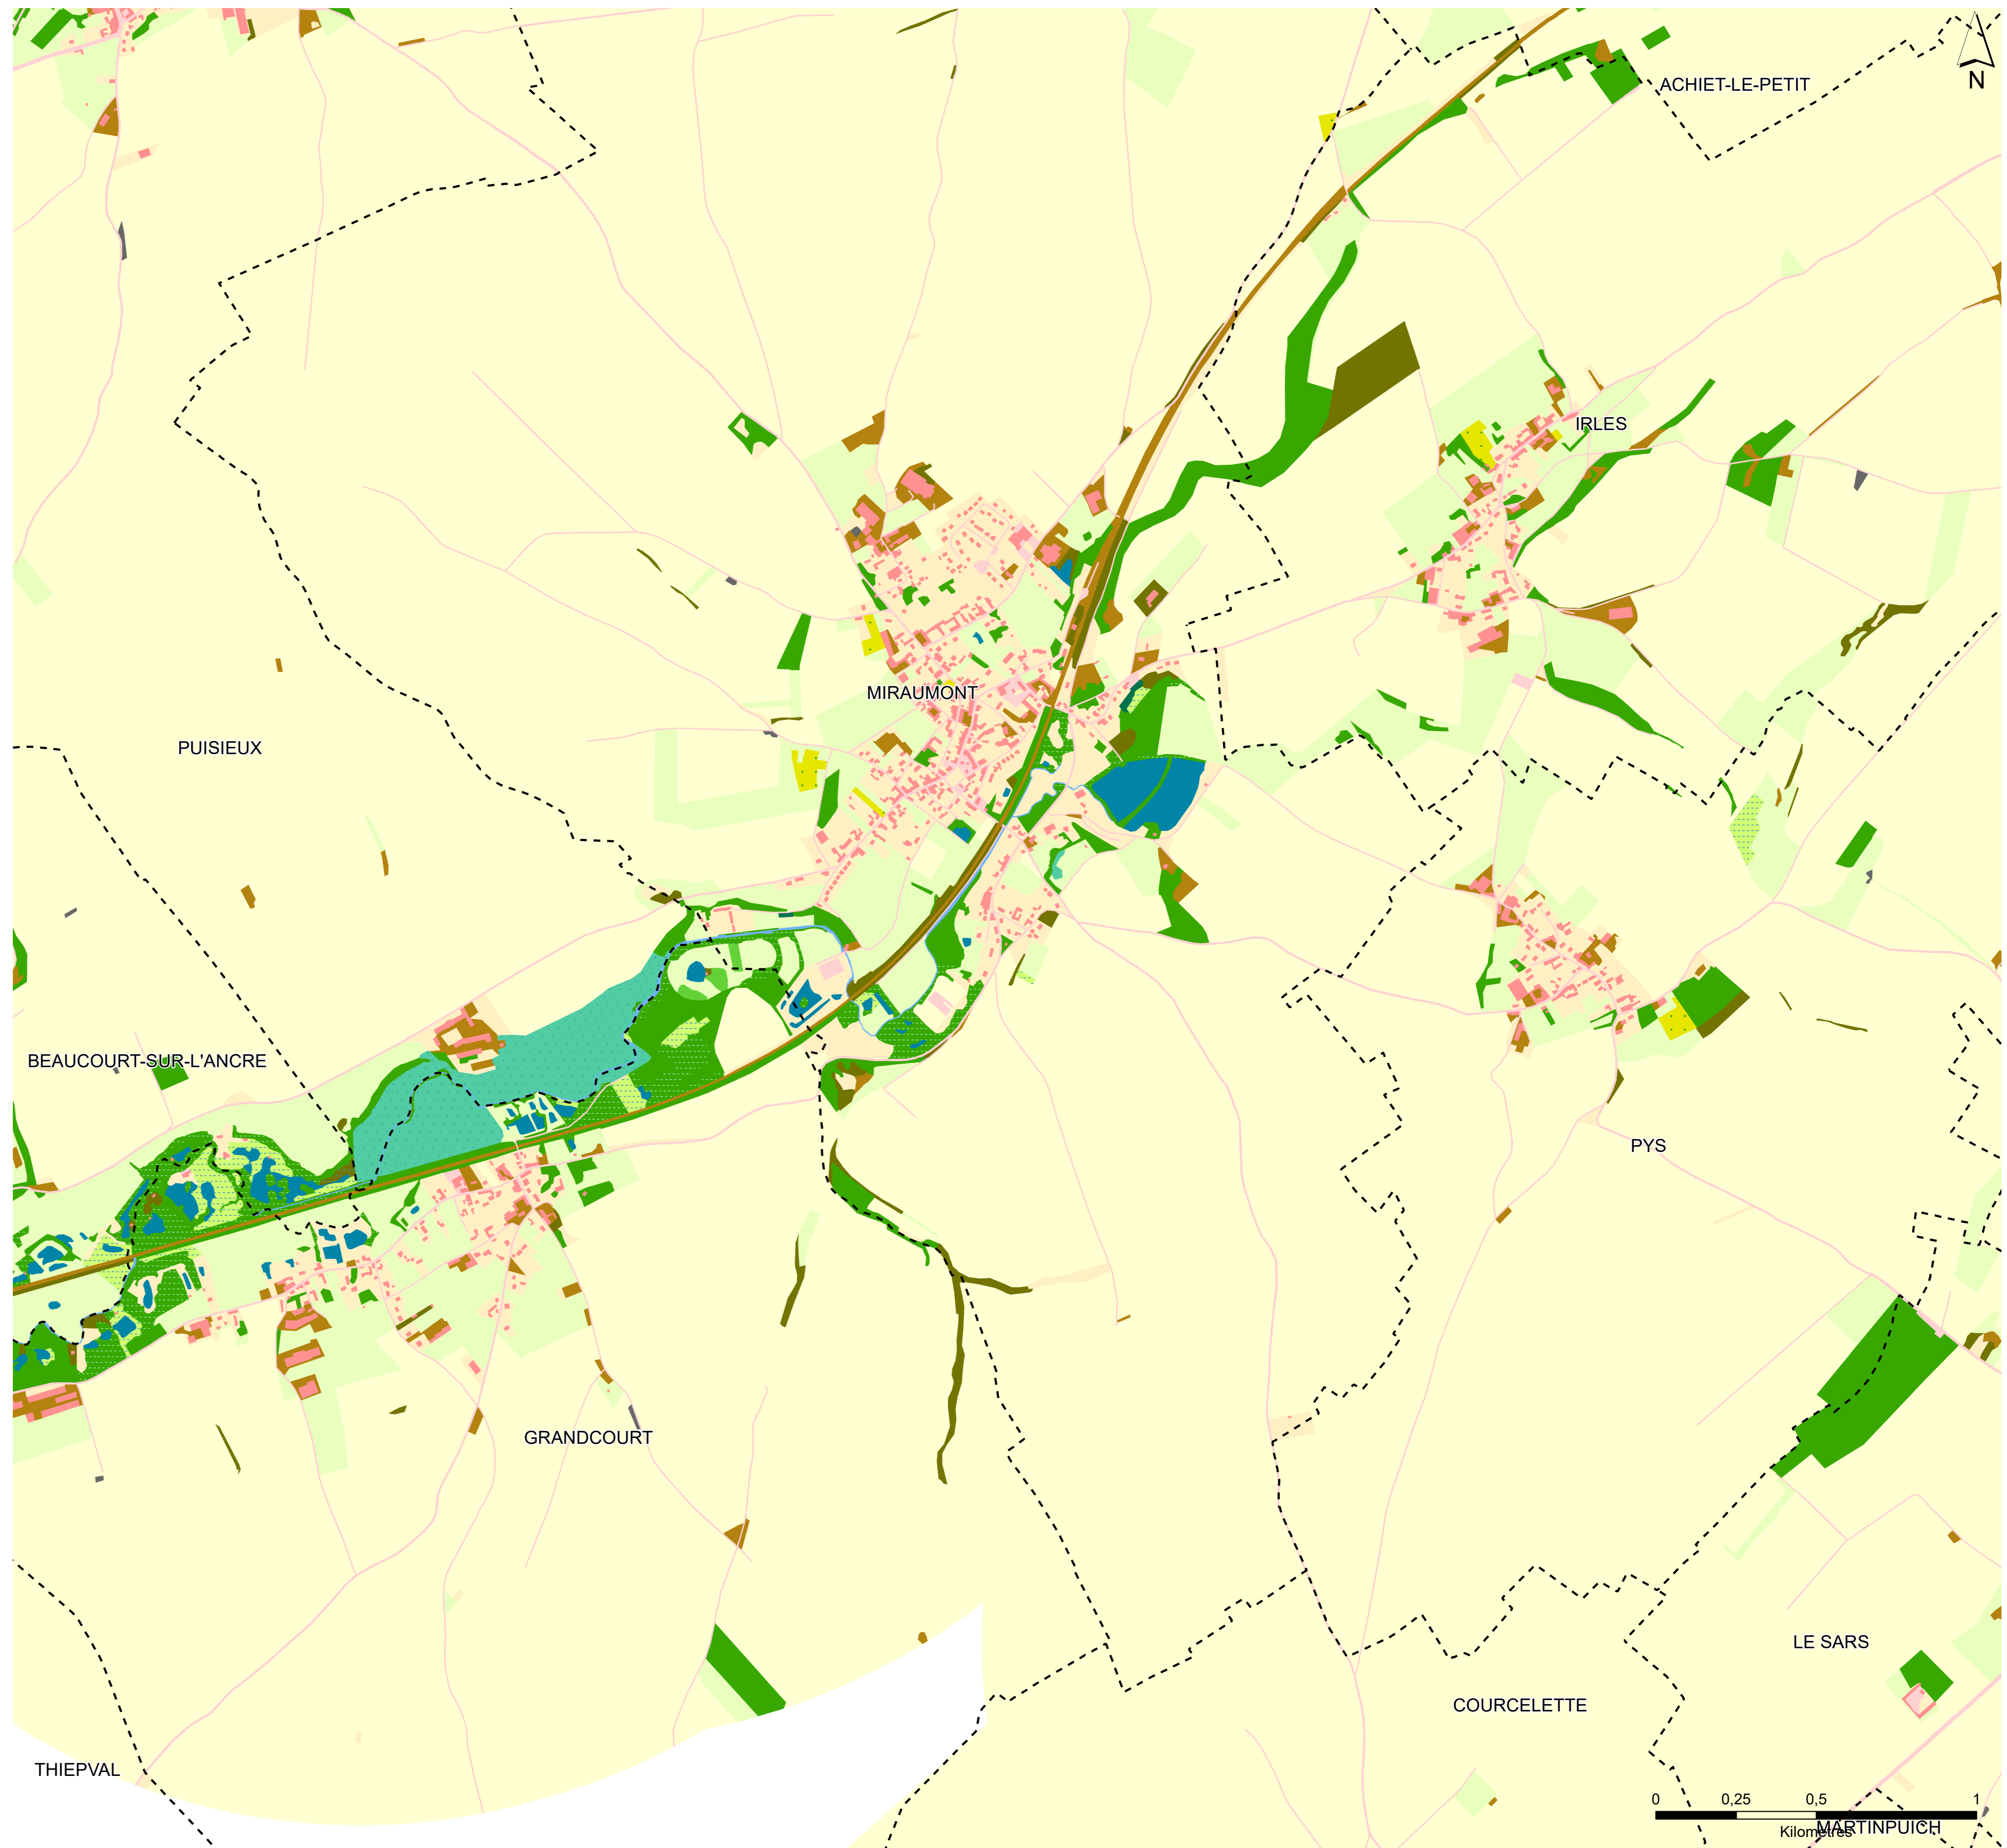 ACHIET-LE-PETIT
N
IRLES
MIRAUMONT
PUISIEUX
BEAUCOURT-SUR-L'ANCRE
PYS
GRANDCOURT
LE SARS
COURCELETTE
THIEPVAL
0 0,25 0,5 1
Kilomètres
MARTINPUICH